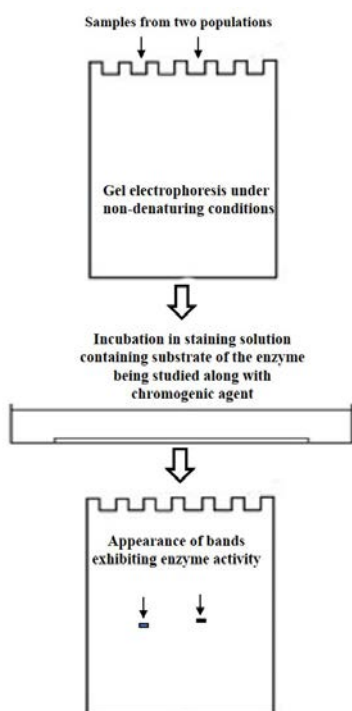 Samples from two populations
Gel electrophoresis under
non-denaturing conditions
Incubation in staining solution
containing substrate of the enzyme
being studied along with
chromogenic agent
Appearance of bands
exhibiting enzyme activity